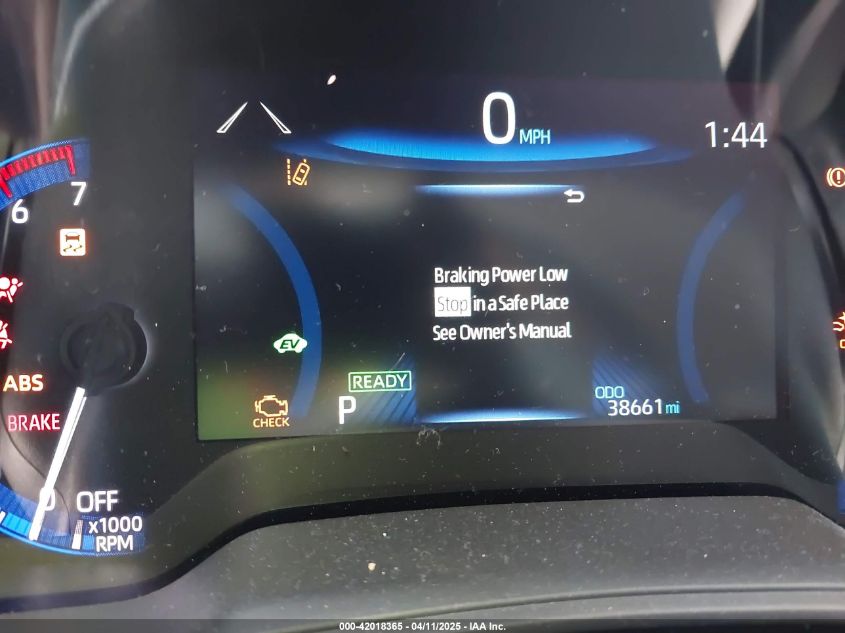 0 MPH
1:44
6
7
Braking Power Low
Stop in a Safe Place
See Owner's Manual
EV
ABS
BRAKE
CHECK
READY
P
ODO
38661 mi
0
OFF
x1000
RPM
000-42018365 - 04/11/2025 - IAA Inc.